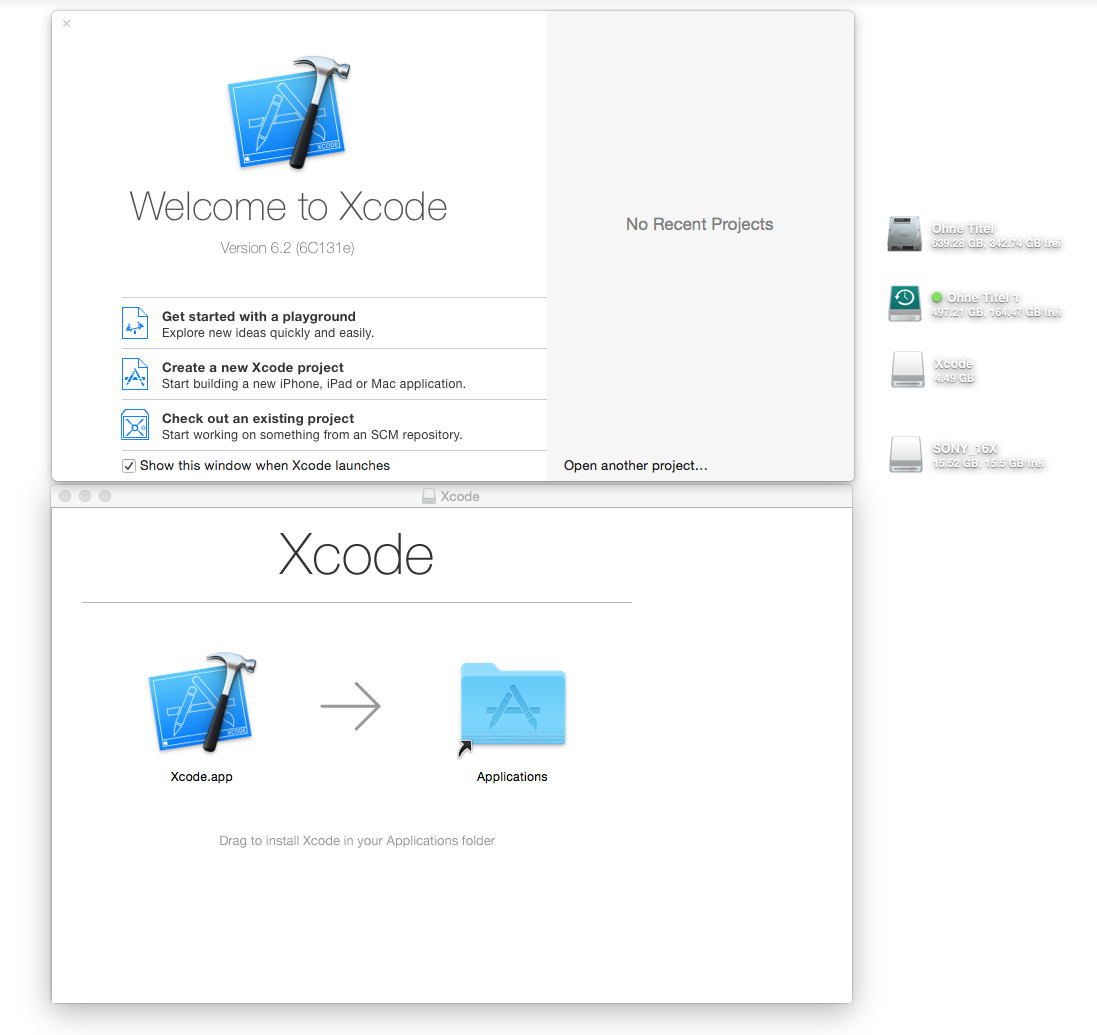 XCODE
Welcome to Xcode
Version 6.2 (6C131e)
Get started with a playground
Explore new ideas quickly and easily.
Create a new Xcode project
Start building a new iPhone, iPad or Mac application.
Check out an existing project
Start working on something from an SCM repository.
Show this window when Xcode launches
No Recent Projects
Open another project…
Ohne Titel
639.28 GB, 342.74 GB frei
Ohne Titel 1
497.21 GB, 164.47 GB frei
Xcode
4.49 GB
SONY_16X
15.52 GB, 15.5 GB frei
Xcode
Xcode
XCODE
Xcode.app
Applications
Drag to install Xcode in your Applications folder